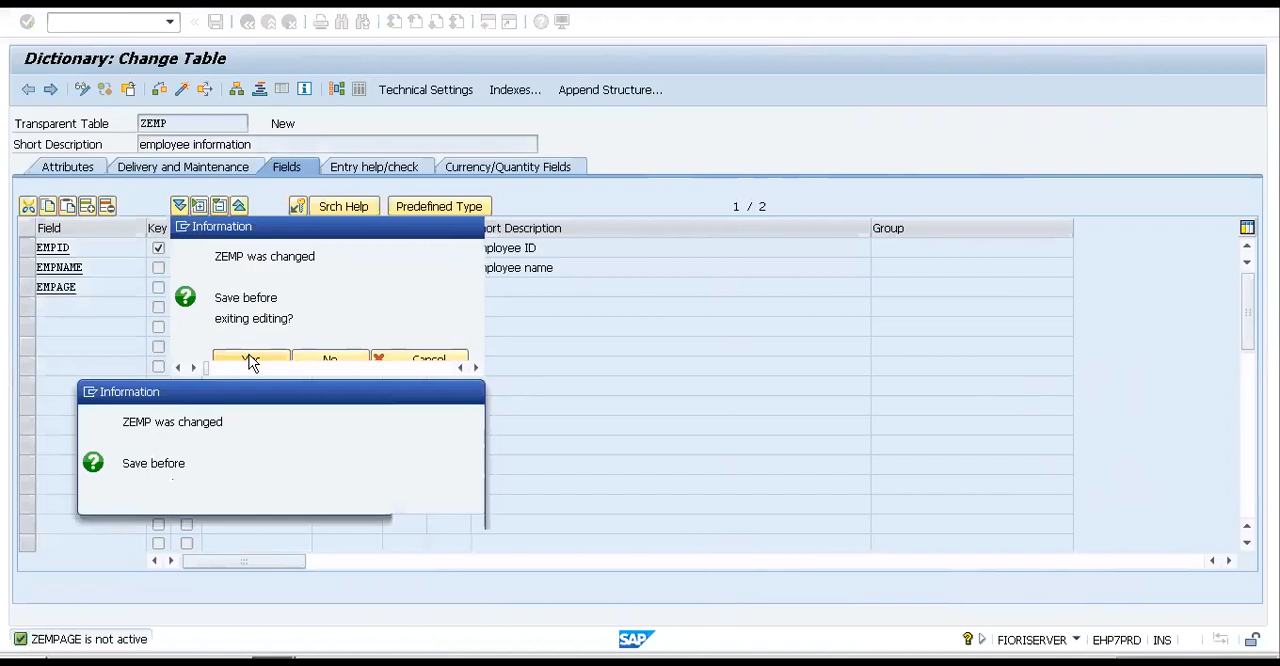 Dictionary: Change Table
Technical Settings Indexes... Append Structure...
Transparent Table ZEMP New
Short Description employee information
Attributes Delivery and Maintenance Fields Entry help/check Currency/Quantity Fields
Srch Help Predefined Type 1 / 2
Field Key Information ort Description Group
EMPID ployee ID
ZEMP was changed
EMPNAME ployee name
EMPAGE
Save before
exiting editing?
No Cancel
Information
ZEMP was changed
Save before
ZEMPAGE is not active SAP FIORISERVER EHP7PRD INS